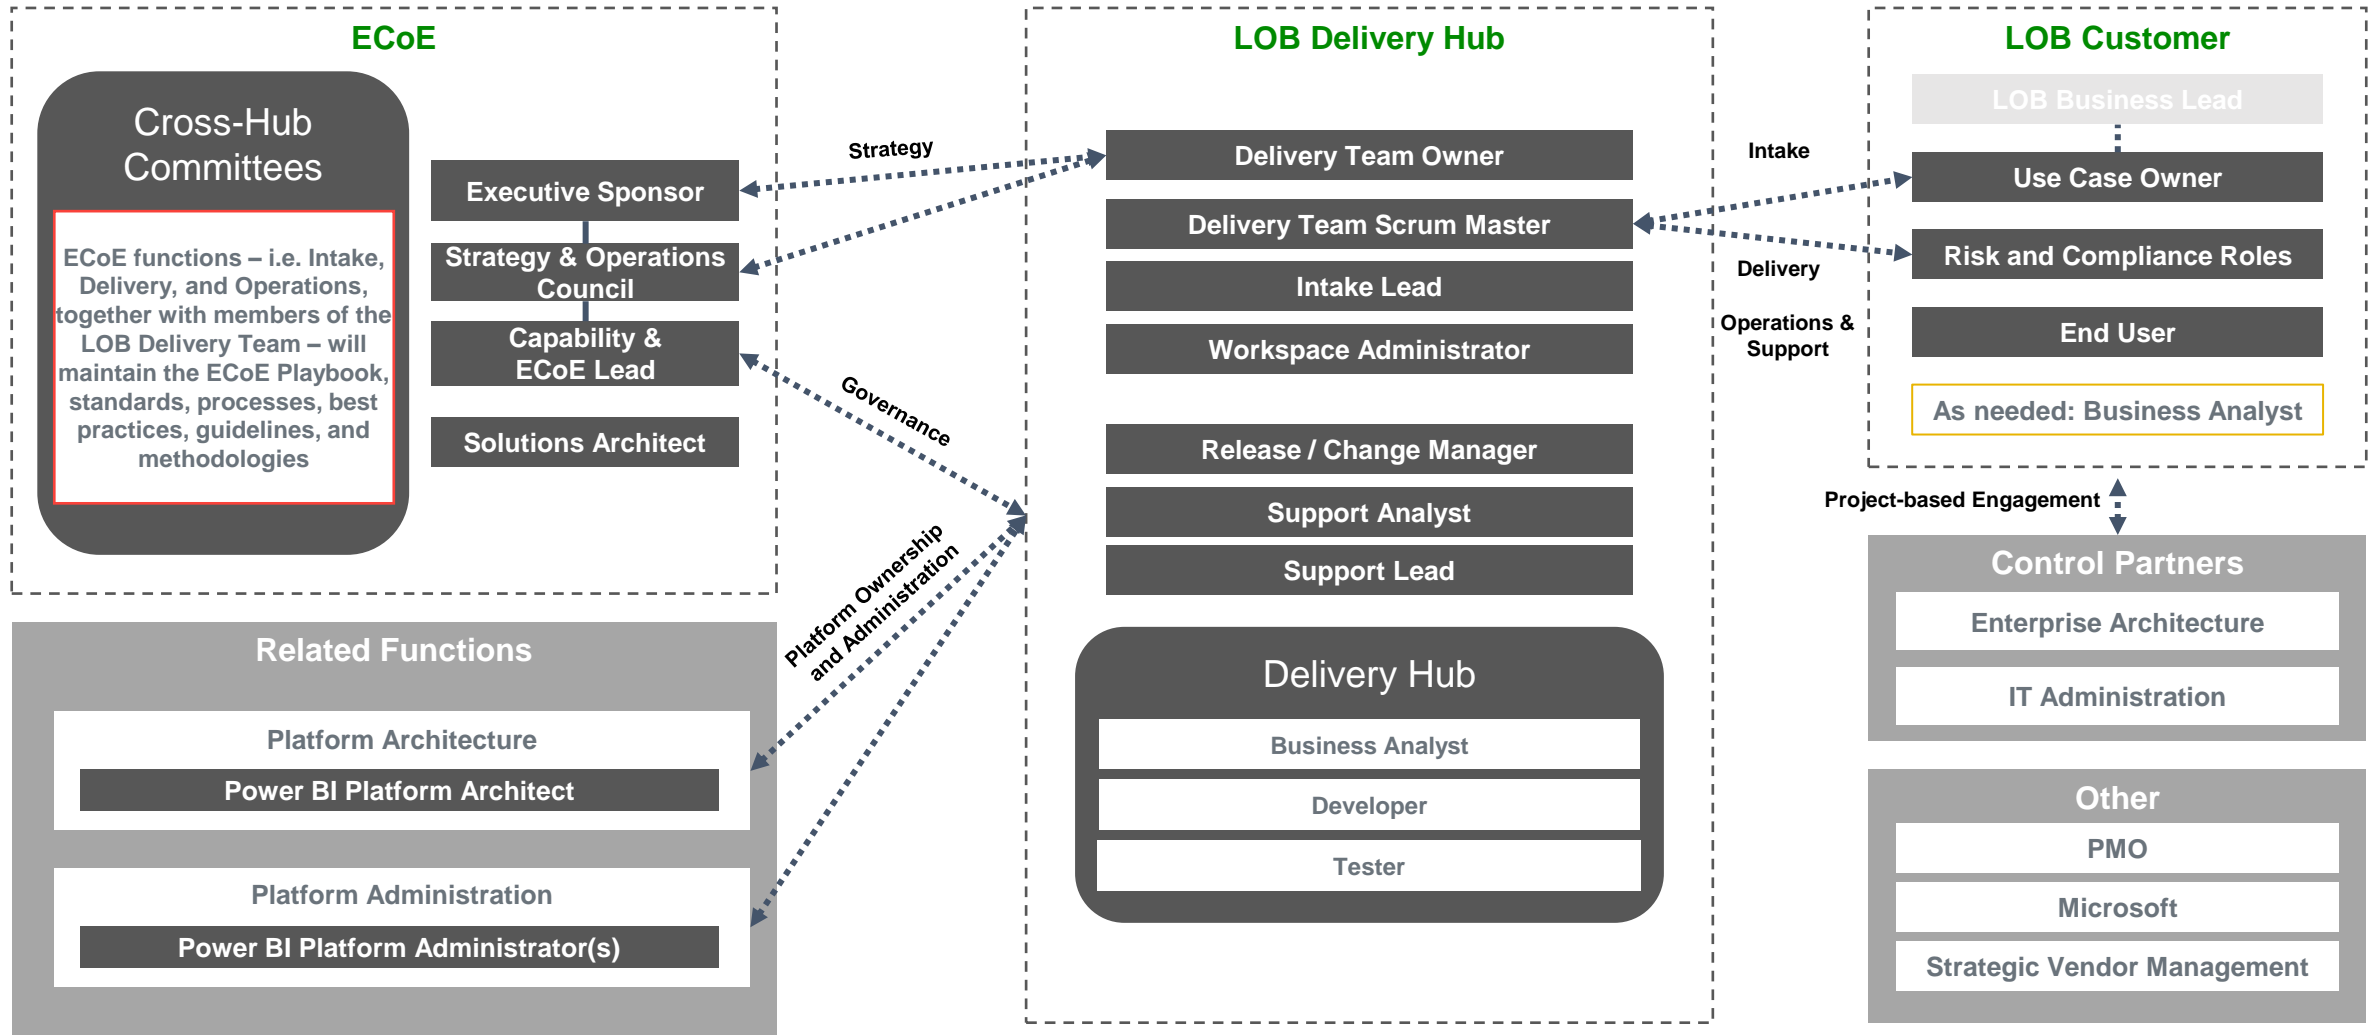 ECoE
Cross-Hub
Committees
ECoE functions – i.e. Intake,
Delivery, and Operations,
together with members of the
LOB Delivery Team – will
maintain the ECoE Playbook,
standards, processes, best
practices, guidelines, and
methodologies
Executive Sponsor
Strategy & Operations
Council
Capability &
ECoE Lead
Solutions Architect
Related Functions
Platform Architecture
Power BI Platform Architect
Platform Administration
Power BI Platform Administrator(s)
Strategy
Governance
Platform Ownership
and Administration
LOB Delivery Hub
Delivery Team Owner
Delivery Team Scrum Master
Intake Lead
Workspace Administrator
Release / Change Manager
Support Analyst
Support Lead
Delivery Hub
Business Analyst
Developer
Tester
Intake
Delivery
Operations &
Support
LOB Customer
LOB Business Lead
Use Case Owner
Risk and Compliance Roles
End User
As needed: Business Analyst
Project-based Engagement
Control Partners
Enterprise Architecture
IT Administration
Other
PMO
Microsoft
Strategic Vendor Management